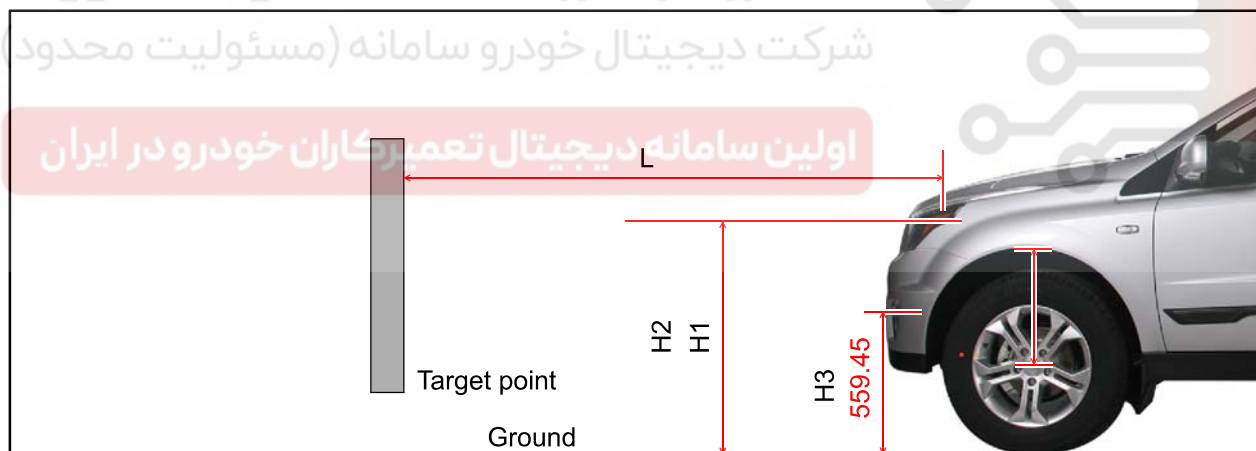 شرکت دیجیتال خودرو سامانه (مسئولیت محدود)
اولین سامانه دیجیتال تعمیرکاران خودرو در ایران
L
H2
H1
H3
559.45
Target point
Ground